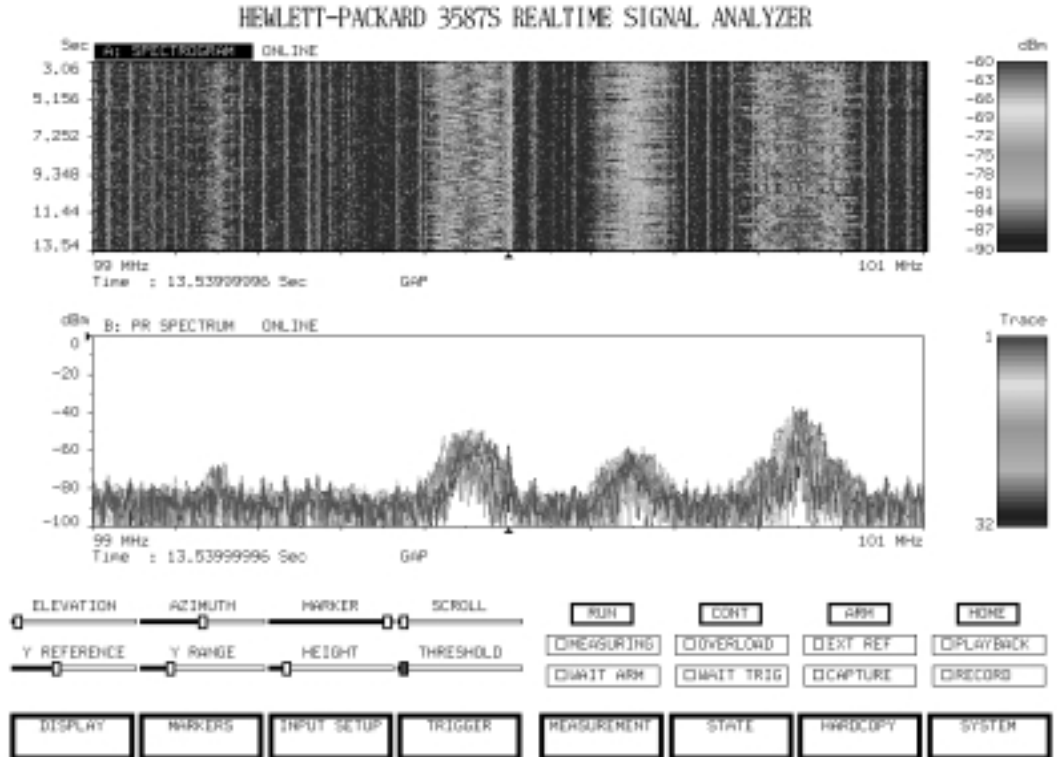 HEWLETT-PACKARD 3587S REALTIME SIGNAL ANALYZER
Sec A: SPECTROGRAM ONLINE dBm
3.06
5.156
7.252
9.348
11.44
13.54
-60
-63
-66
-69
-72
-75
-78
-81
-84
-87
-90
99 MHz 101 MHz
Time : 13.53999996 Sec GAP
dBm B: PR SPECTRUM ONLINE Trace
0
-20
-40
-60
-80
-100
1
32
99 MHz 101 MHz
Time : 13.53999996 Sec GAP
ELEVATION AZIMUTH MARKER SCROLL RUN CONT ARM HOME
MEASURING OVERLOAD EXT REF PLAYBACK
Y REFERENCE Y RANGE HEIGHT THRESHOLD
WAIT ARM WAIT TRIG CAPTURE RECORD
DISPLAY MARKERS INPUT SETUP TRIGGER MEASUREMENT STATE HARDCOPY SYSTEM